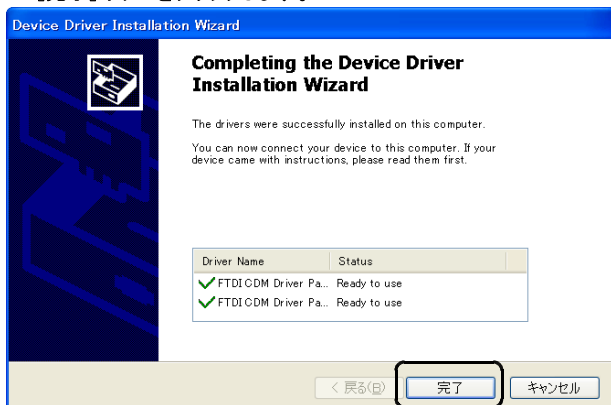 Device Driver Installation Wizard
Completing the Device Driver
Installation Wizard
The drivers were successfully installed on this computer.
You can now connect your device to this computer. If your
device came with instructions, please read them first.
Driver Name Status
FTDI CDM Driver Pa... Ready to use
FTDI CDM Driver Pa... Ready to use
< 戻る(B) 完了 キャンセル